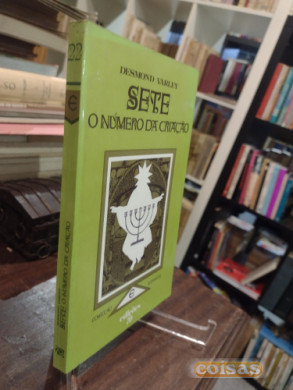 22
DESMOND VARLEY
SETE
O NÚMERO DA CRIAÇÃO
SETE: O NÚMERO DA CRIAÇÃO
coisas